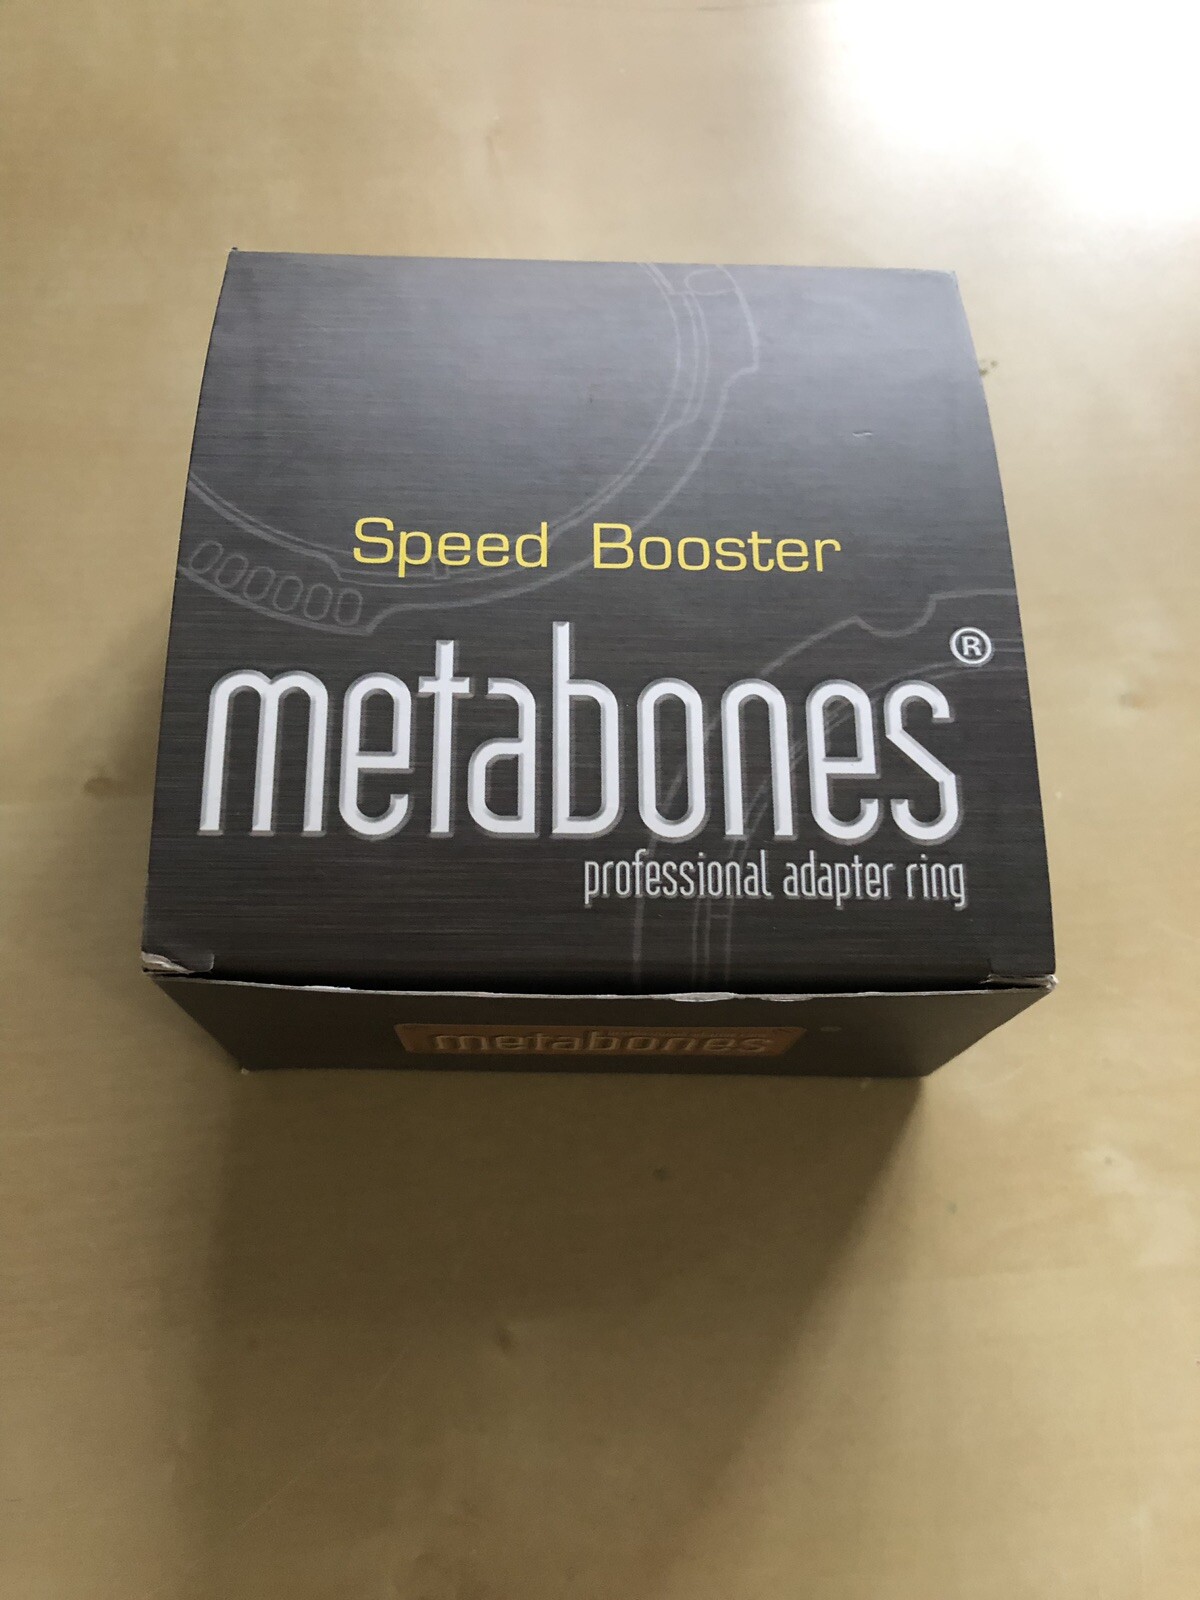 Speed Booster
metabones®
professional adapter ring
metabones